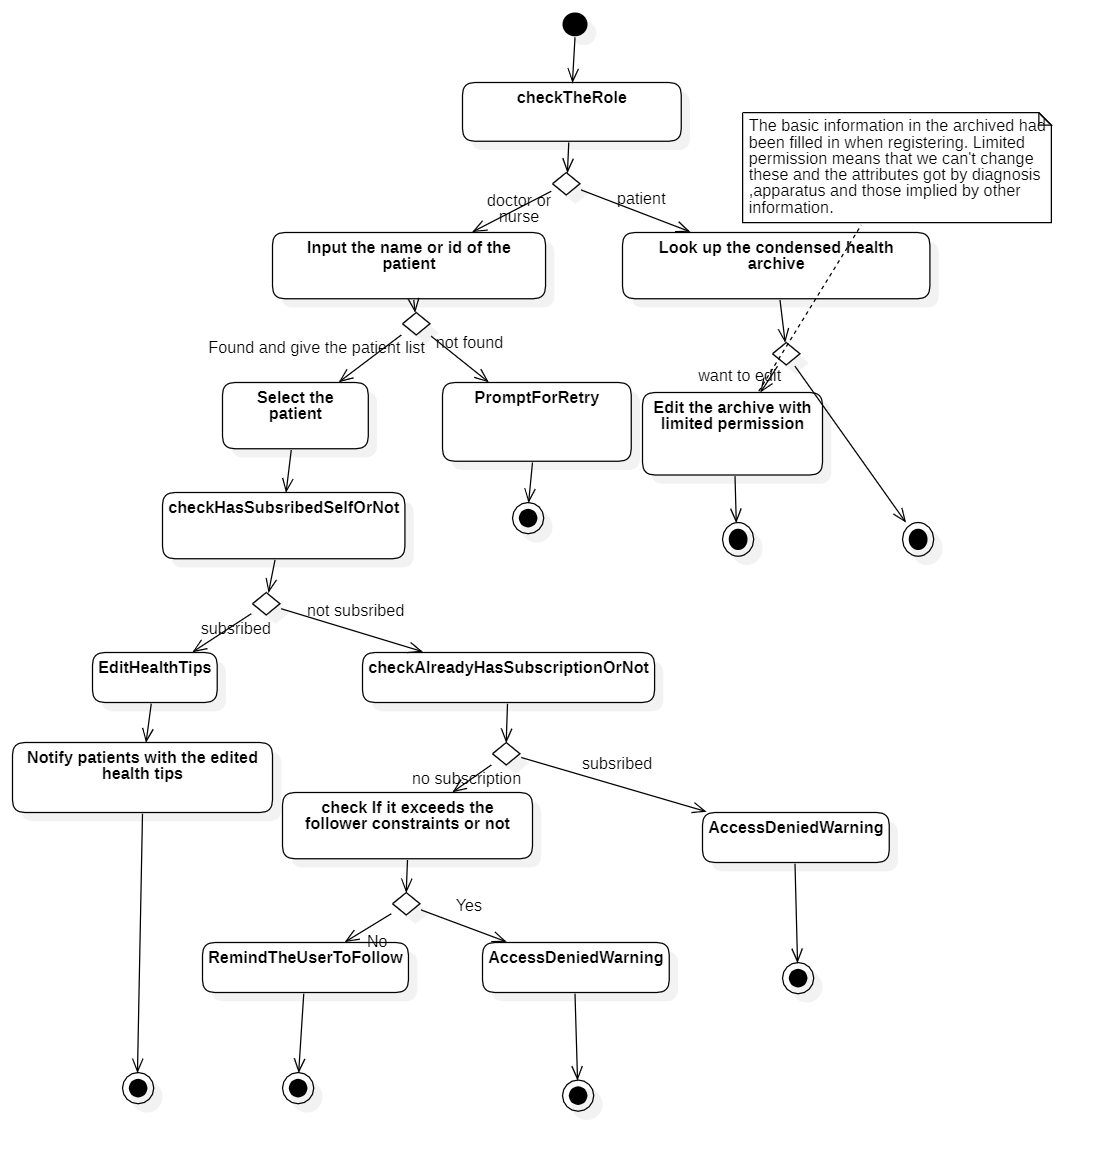 checkTheRole
The basic information in the archived had
been filled in when registering. Limited
permission means that we can't change
these and the attributes got by diagnosis
,apparatus and those implied by other
information.
doctor or
nurse
patient
Input the name or id of the
patient
Look up the condensed health
archive
Found and give the patient list
not found
want to edit
Select the
patient
PromptForRetry
Edit the archive with
limited permission
checkHasSubsribedSelfOrNot
subsribed
not subsribed
EditHealthTips
checkAlreadyHasSubscriptionOrNot
Notify patients with the edited
health tips
no subscription
subsribed
check If it exceeds the
follower constraints or not
AccessDeniedWarning
No
Yes
RemindTheUserToFollow
AccessDeniedWarning